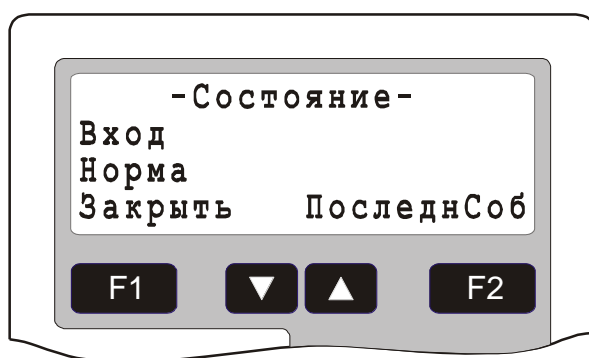 -Состояние-
Вход
Норма
Закрыть ПоследнСоб
F1 F2